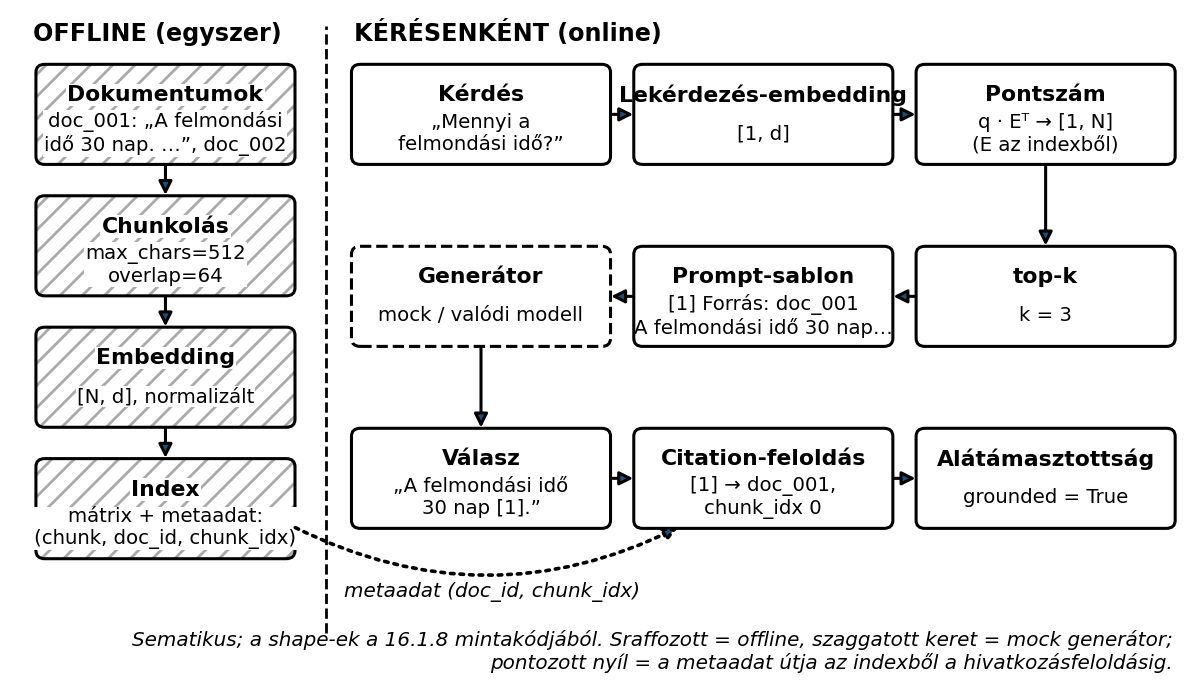 OFFLINE (egyszer)
Dokumentumok
doc_001: „A felmondási
idő 30 nap. …”, doc_002
Chunkolás
max_chars=512
overlap=64
Embedding
[N, d], normalizált
Index
mátrix + metaadat:
(chunk, doc_id, chunk_idx)
KÉRÉSENKÉNT (online)
Kérdés
„Mennyi a
felmondási idő?”
Lekérdezés-embedding
[1, d]
Pontszám
q · Eᵀ → [1, N]
(E az indexből)
top-k
k = 3
Prompt-sablon
[1] Forrás: doc_001
A felmondási idő 30 nap…
Generátor
mock / valódi modell
Válasz
„A felmondási idő
30 nap [1].”
Citation-feloldás
[1] → doc_001,
chunk_idx 0
Alátámasztottság
grounded = True
metaadat (doc_id, chunk_idx)
Sematikus; a shape-ek a 16.1.8 mintakódjából. Sraffozott = offline, szaggatott keret = mock generátor;
pontozott nyíl = a metaadat útja az indexből a hivatkozásfeloldásig.